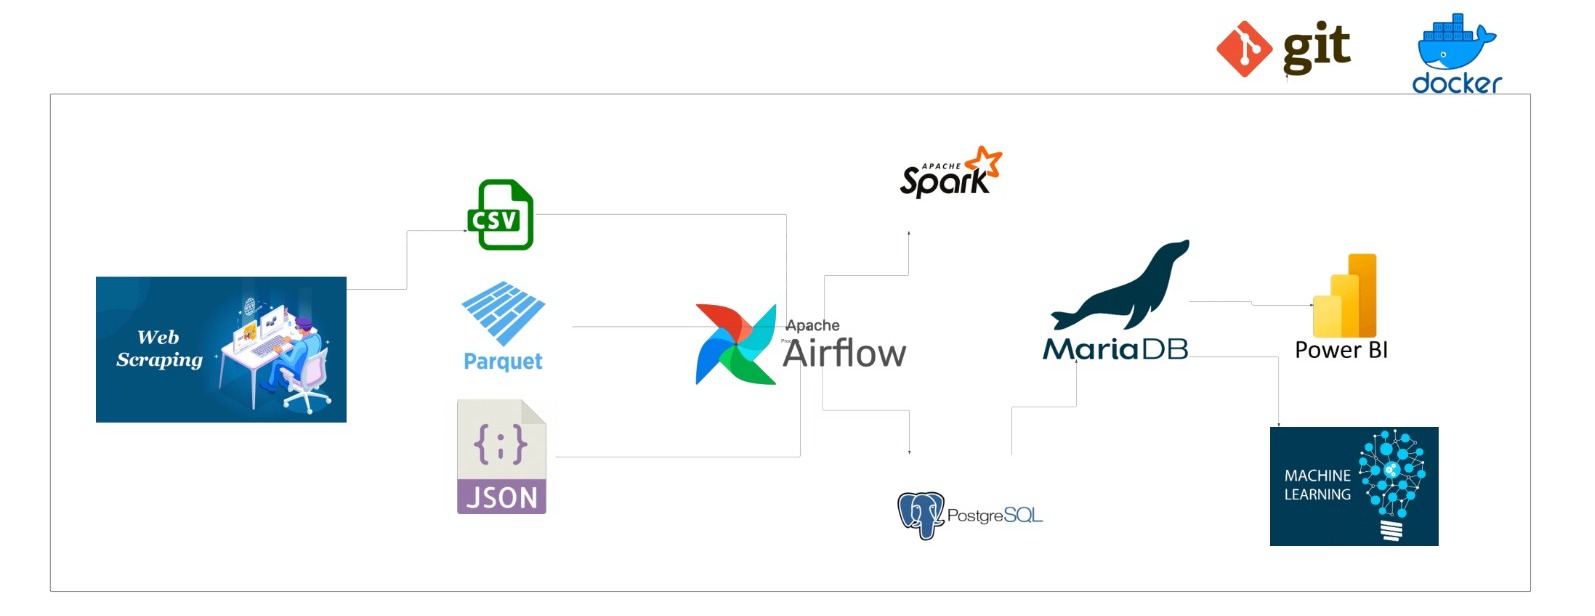 git
docker
APACHE
Spark
CSV
Web
Scraping
Parquet
Apache
Airflow
MariaDB
Power BI
{;}
JSON
MACHINE
LEARNING
PostgreSQL